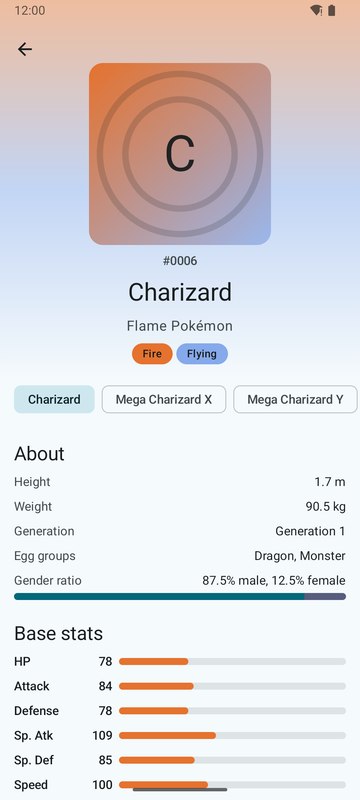 12:00
C
#0006
Charizard
Flame Pokémon
Fire Flying
Charizard Mega Charizard X Mega Charizard Y
About
Height 1.7 m
Weight 90.5 kg
Generation Generation 1
Egg groups Dragon, Monster
Gender ratio 87.5% male, 12.5% female
Base stats
HP 78
Attack 84
Defense 78
Sp. Atk 109
Sp. Def 85
Speed 100